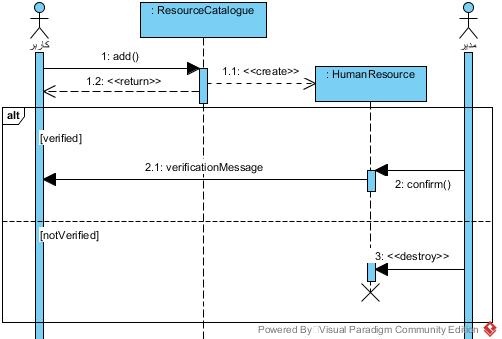 : ResourceCatalogue
کاربر
مدیر
1: add()
1.1: <<create>>
1.2: <<return>>
: HumanResource
alt
[verified]
2.1: verificationMessage
2: confirm()
[notVerified]
3: <<destroy>>
Powered By Visual Paradigm Community Edition